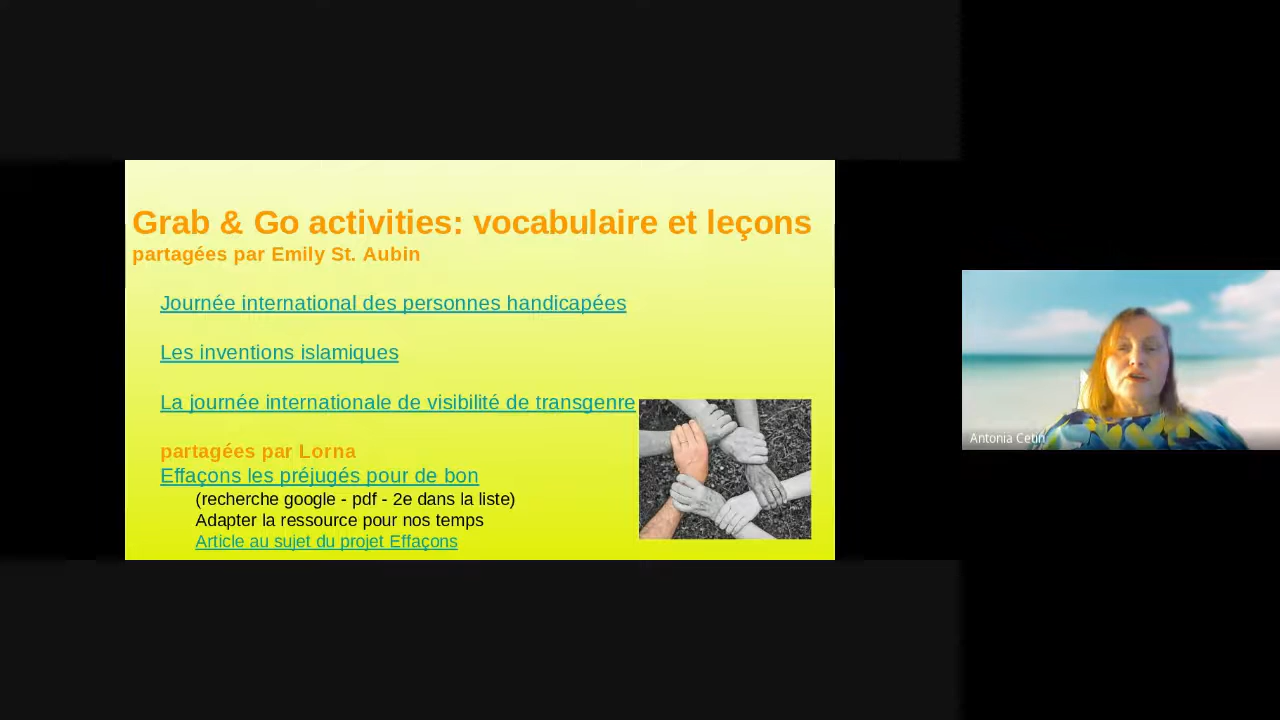 Grab & Go activities: vocabulaire et leçons
partagées par Emily St. Aubin
Journée international des personnes handicapées
Les inventions islamiques
La journée internationale de visibilité de transgenre
partagées par Lorna
Effaçons les préjugés pour de bon
(recherche google - pdf - 2e dans la liste)
Adapter la ressource pour nos temps
Article au sujet du projet Effaçons
Antonia Cetin